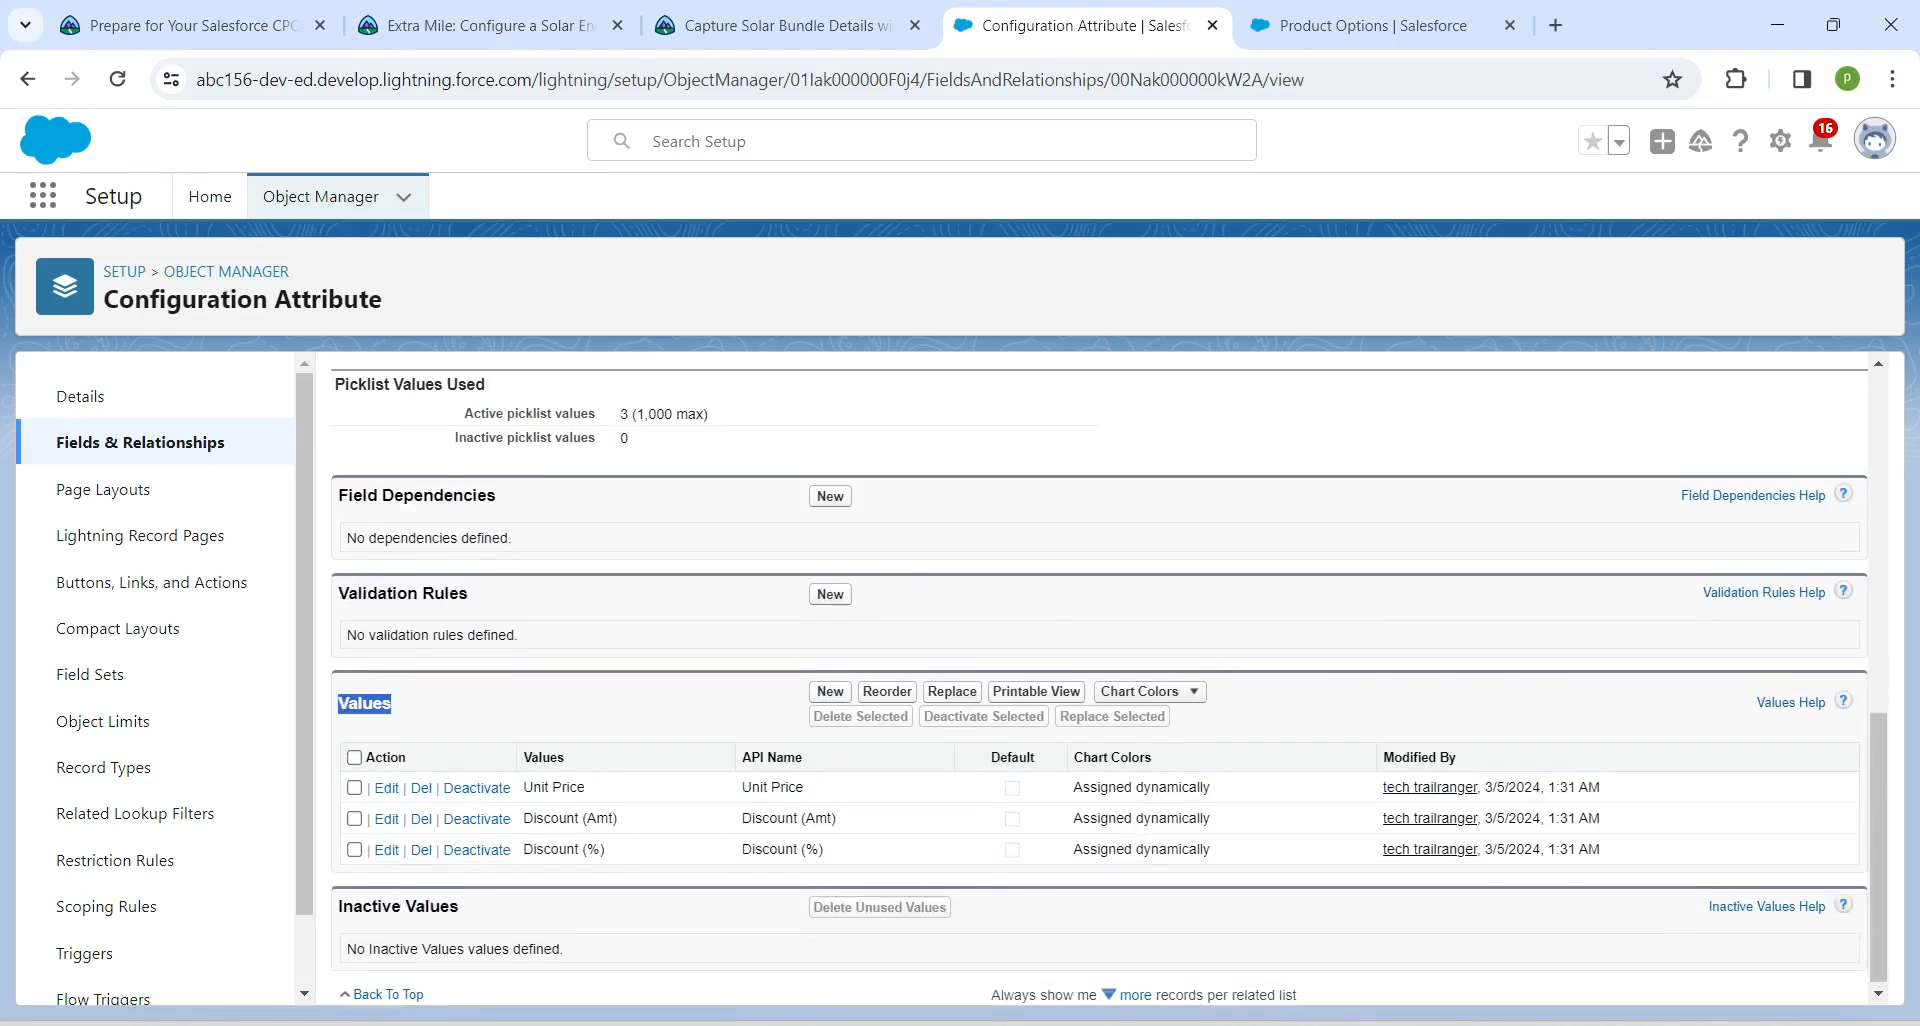 Prepare for Your Salesforce CPC
Extra Mile: Configure a Solar En
Capture Solar Bundle Details wi
Configuration Attribute | Salesfo
Product Options | Salesforce
abc156-dev-ed.develop.lightning.force.com/lightning/setup/ObjectManager/01Iak000000F0j4/FieldsAndRelationships/00Nak000000kW2A/view
P
Search Setup
16
Setup
Home
Object Manager
SETUP > OBJECT MANAGER
Configuration Attribute
Details
Fields & Relationships
Page Layouts
Lightning Record Pages
Buttons, Links, and Actions
Compact Layouts
Field Sets
Object Limits
Record Types
Related Lookup Filters
Restriction Rules
Scoping Rules
Triggers
Flow Triggers
Picklist Values Used
Active picklist values 3 (1,000 max)
Inactive picklist values 0
Field Dependencies New Field Dependencies Help ?
No dependencies defined.
Validation Rules New Validation Rules Help ?
No validation rules defined.
Values New Reorder Replace Printable View Chart Colors ▼ Values Help ?
Delete Selected Deactivate Selected Replace Selected
Action Values API Name Default Chart Colors Modified By
| Edit | Del | Deactivate Unit Price Unit Price Assigned dynamically tech trailranger, 3/5/2024, 1:31 AM
| Edit | Del | Deactivate Discount (Amt) Discount (Amt) Assigned dynamically tech trailranger, 3/5/2024, 1:31 AM
| Edit | Del | Deactivate Discount (%) Discount (%) Assigned dynamically tech trailranger, 3/5/2024, 1:31 AM
Inactive Values Delete Unused Values Inactive Values Help ?
No Inactive Values values defined.
Back To Top Always show me ▼ more records per related list